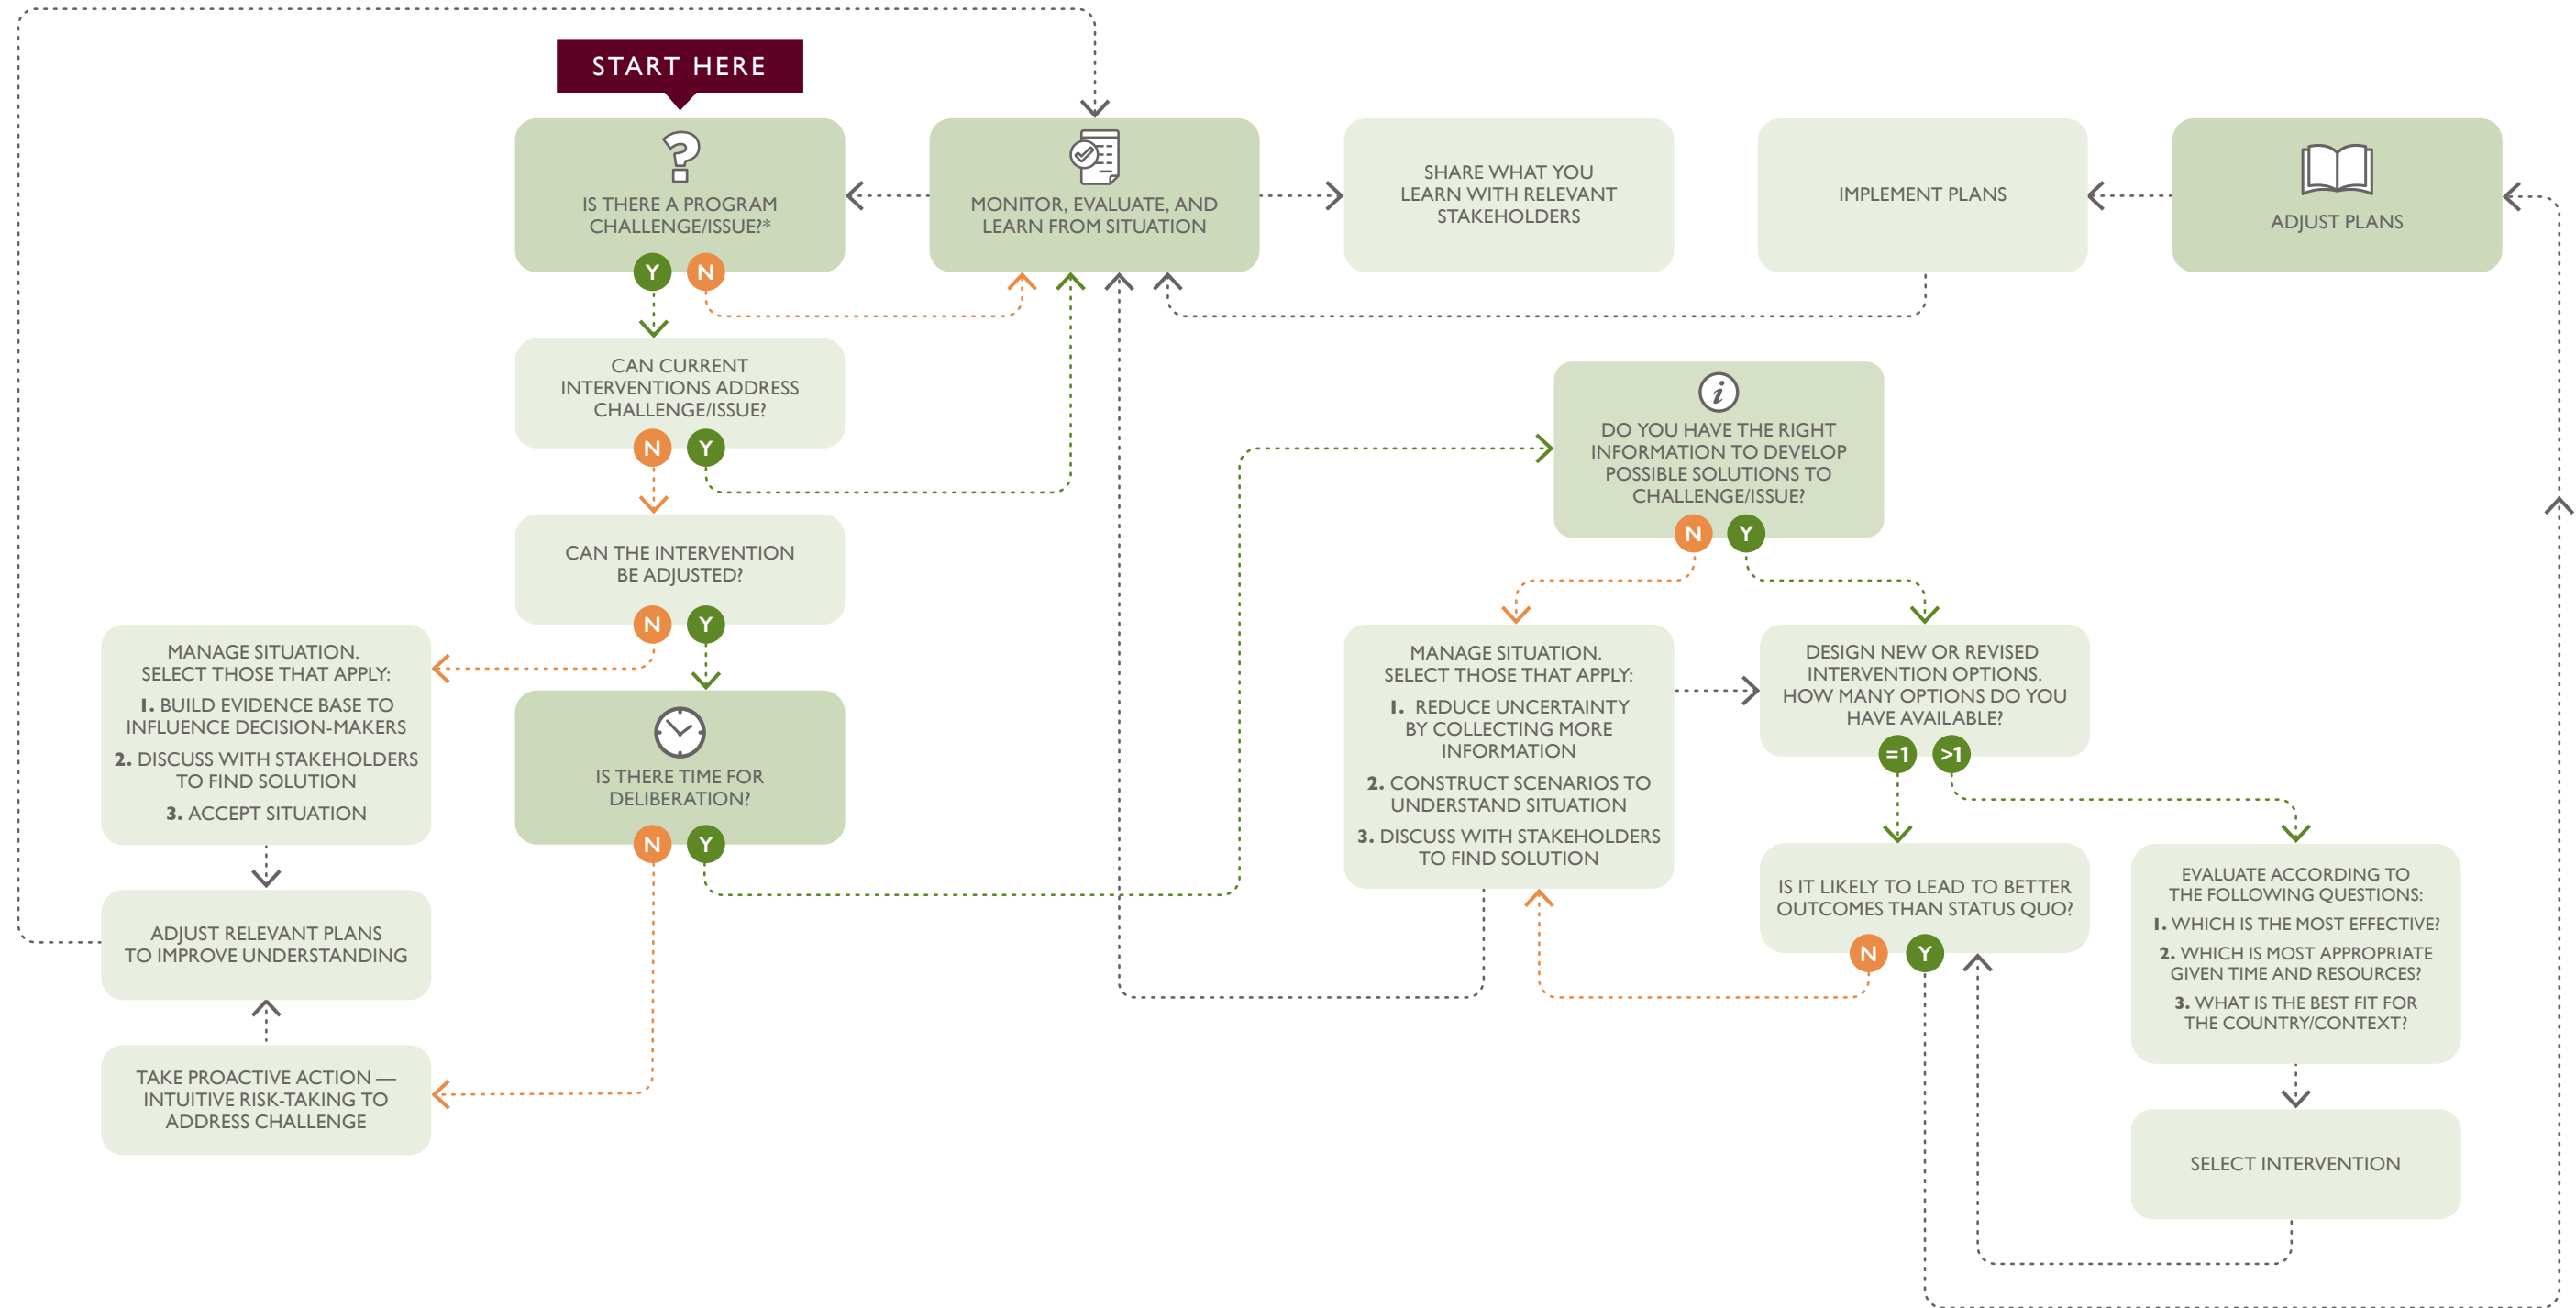 START HERE
IS THERE A PROGRAM
CHALLENGE/ISSUE?*
Y N
MONITOR, EVALUATE, AND
LEARN FROM SITUATION
SHARE WHAT YOU
LEARN WITH RELEVANT
STAKEHOLDERS
IMPLEMENT PLANS
ADJUST PLANS
CAN CURRENT
INTERVENTIONS ADDRESS
CHALLENGE/ISSUE?
N Y
CAN THE INTERVENTION
BE ADJUSTED?
N Y
MANAGE SITUATION.
SELECT THOSE THAT APPLY:
1. BUILD EVIDENCE BASE TO
INFLUENCE DECISION-MAKERS
2. DISCUSS WITH STAKEHOLDERS
TO FIND SOLUTION
3. ACCEPT SITUATION
IS THERE TIME FOR
DELIBERATION?
N Y
ADJUST RELEVANT PLANS
TO IMPROVE UNDERSTANDING
TAKE PROACTIVE ACTION —
INTUITIVE RISK-TAKING TO
ADDRESS CHALLENGE
i
DO YOU HAVE THE RIGHT
INFORMATION TO DEVELOP
POSSIBLE SOLUTIONS TO
CHALLENGE/ISSUE?
N Y
MANAGE SITUATION.
SELECT THOSE THAT APPLY:
1. REDUCE UNCERTAINTY
BY COLLECTING MORE
INFORMATION
2. CONSTRUCT SCENARIOS TO
UNDERSTAND SITUATION
3. DISCUSS WITH STAKEHOLDERS
TO FIND SOLUTION
DESIGN NEW OR REVISED
INTERVENTION OPTIONS.
HOW MANY OPTIONS DO YOU
HAVE AVAILABLE?
=1 >1
IS IT LIKELY TO LEAD TO BETTER
OUTCOMES THAN STATUS QUO?
N Y
EVALUATE ACCORDING TO
THE FOLLOWING QUESTIONS:
1. WHICH IS THE MOST EFFECTIVE?
2. WHICH IS MOST APPROPRIATE
GIVEN TIME AND RESOURCES?
3. WHAT IS THE BEST FIT FOR
THE COUNTRY/CONTEXT?
SELECT INTERVENTION